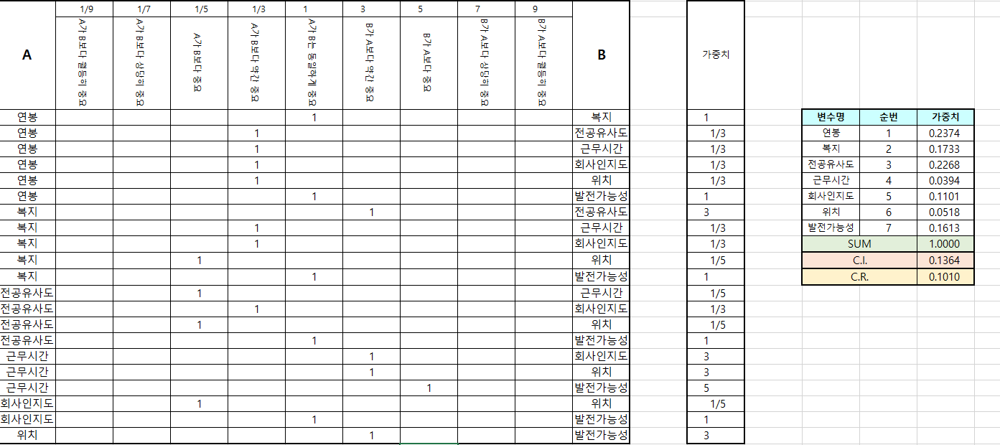 1/9 1/7 1/5 1/3 1 3 5 7 9
A A가 B보다 월등히 중요 A가 B보다 상당히 중요 A가 B보다 중요 A가 B보다 약간 중요 A가 B는 동일하게 중요 B가 A보다 약간 중요 B가 A보다 중요 B가 A보다 상당히 중요 B가 A보다 월등히 중요 B 가중치
연봉 1 복지 1 변수명 순번 가중치
연봉 1 전공유사도 1/3 연봉 1 0.2374
연봉 1 근무시간 1/3 복지 2 0.1733
연봉 1 회사인지도 1/3 전공유사도 3 0.2268
연봉 1 위치 1/3 근무시간 4 0.0394
연봉 1 발전가능성 1 회사인지도 5 0.1101
복지 1 전공유사도 3 위치 6 0.0518
복지 1 근무시간 1/3 발전가능성 7 0.1613
복지 1 회사인지도 1/3 SUM 1.0000
복지 1 위치 1/5 C.I. 0.1364
복지 1 발전가능성 1 C.R. 0.1010
전공유사도 1 근무시간 1/5
전공유사도 1 회사인지도 1/3
전공유사도 1 위치 1/5
전공유사도 1 발전가능성 1
근무시간 1 회사인지도 3
근무시간 1 위치 3
근무시간 1 발전가능성 5
회사인지도 1 위치 1/5
회사인지도 1 발전가능성 1
위치 1 발전가능성 3